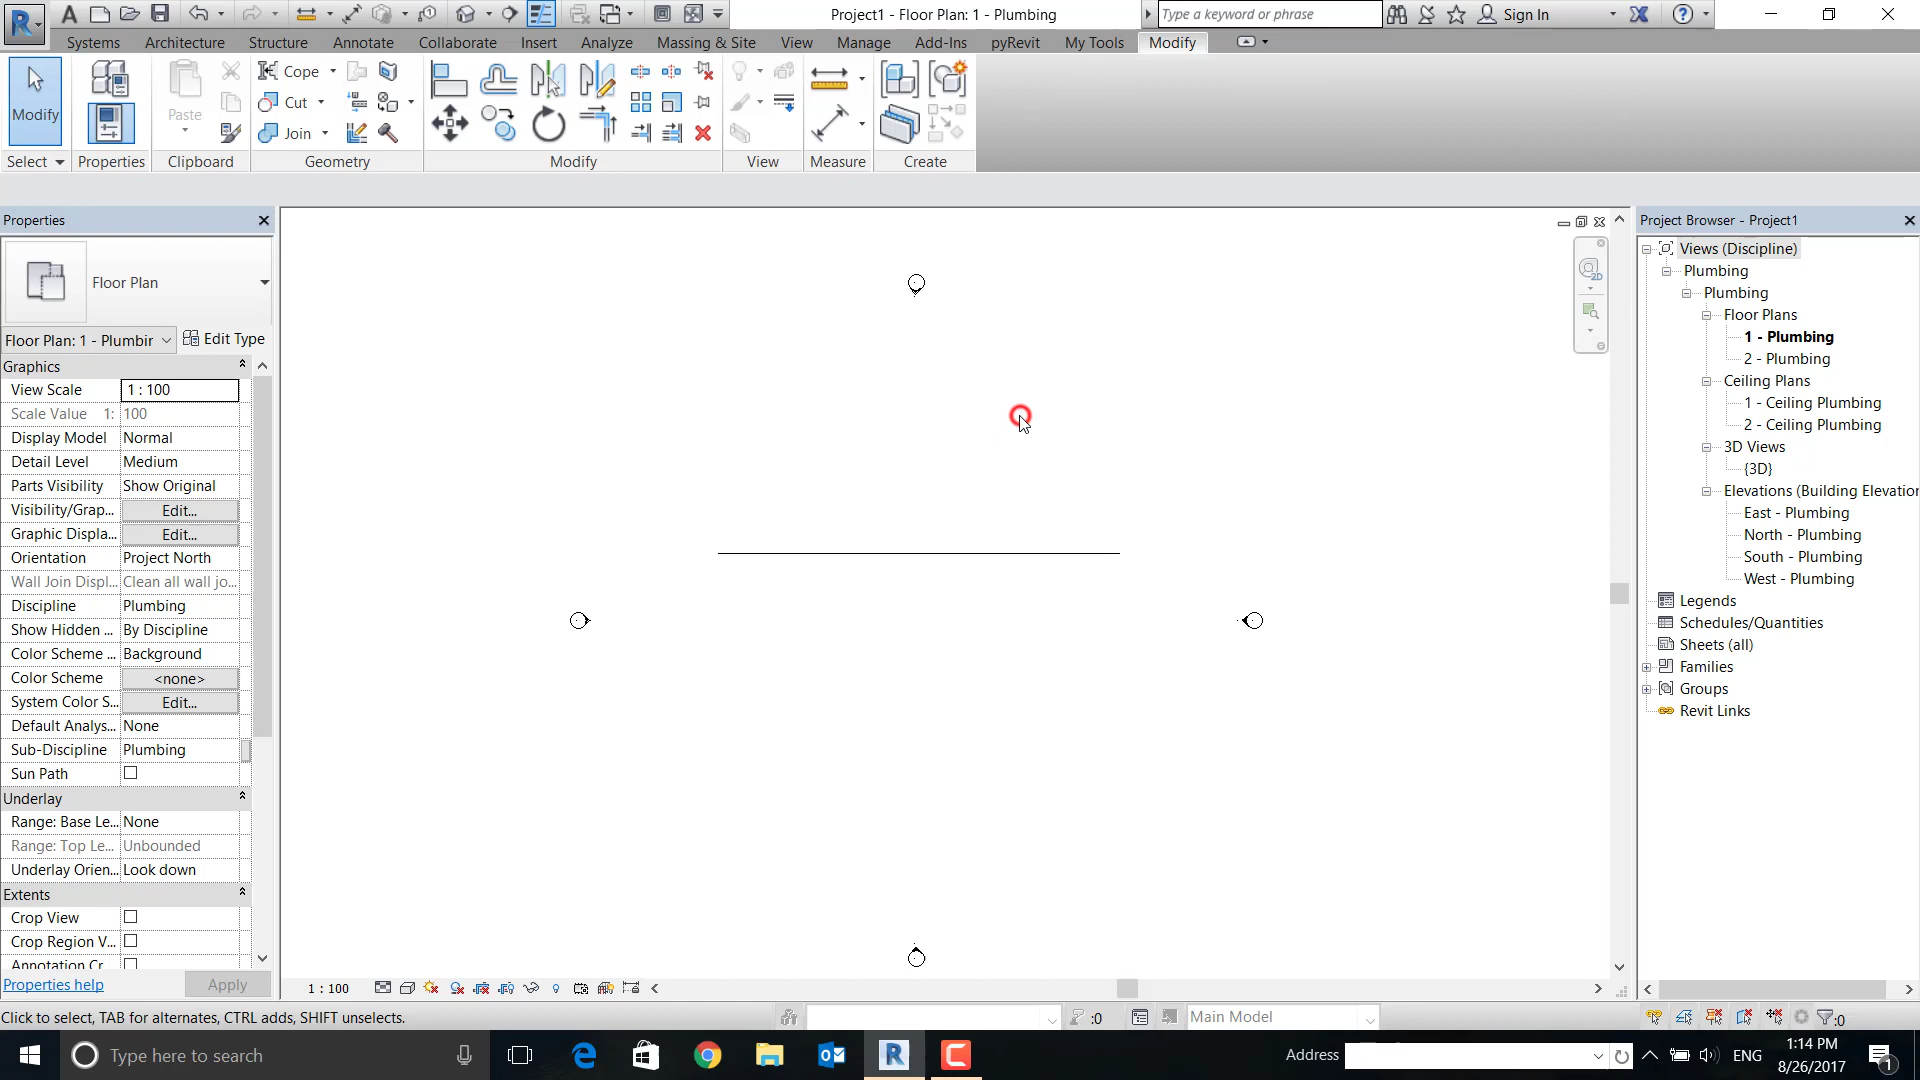 Project1 - Floor Plan: 1 - Plumbing
Type a keyword or phrase
Sign In
Systems
Architecture
Structure
Annotate
Collaborate
Insert
Analyze
Massing & Site
View
Manage
Add-Ins
pyRevit
My Tools
Modify
Modify
Paste
Cope
Cut
Join
Select
Properties
Clipboard
Geometry
Modify
View
Measure
Create
Properties
Floor Plan
Floor Plan: 1 - Plumbir
Edit Type
Graphics
View Scale
1 : 100
Scale Value 1:
100
Display Model
Normal
Detail Level
Medium
Parts Visibility
Show Original
Visibility/Grap...
Edit...
Graphic Displa...
Edit...
Orientation
Project North
Wall Join Displ...
Clean all wall jo...
Discipline
Plumbing
Show Hidden ...
By Discipline
Color Scheme ...
Background
Color Scheme
<none>
System Color S...
Edit...
Default Analys...
None
Sub-Discipline
Plumbing
Sun Path
Underlay
Range: Base Le...
None
Range: Top Le...
Unbounded
Underlay Orien...
Look down
Extents
Crop View
Crop Region V...
Annotation Cr...
Properties help
Apply
2D
1 : 100
Project Browser - Project1
Views (Discipline)
Plumbing
Plumbing
Floor Plans
1 - Plumbing
2 - Plumbing
Ceiling Plans
1 - Ceiling Plumbing
2 - Ceiling Plumbing
3D Views
{3D}
Elevations (Building Elevation
East - Plumbing
North - Plumbing
South - Plumbing
West - Plumbing
Legends
Schedules/Quantities
Sheets (all)
Families
Groups
Revit Links
Click to select, TAB for alternates, CTRL adds, SHIFT unselects.
:0
Main Model
:0
Type here to search
Address
ENG
1:14 PM
8/26/2017
1